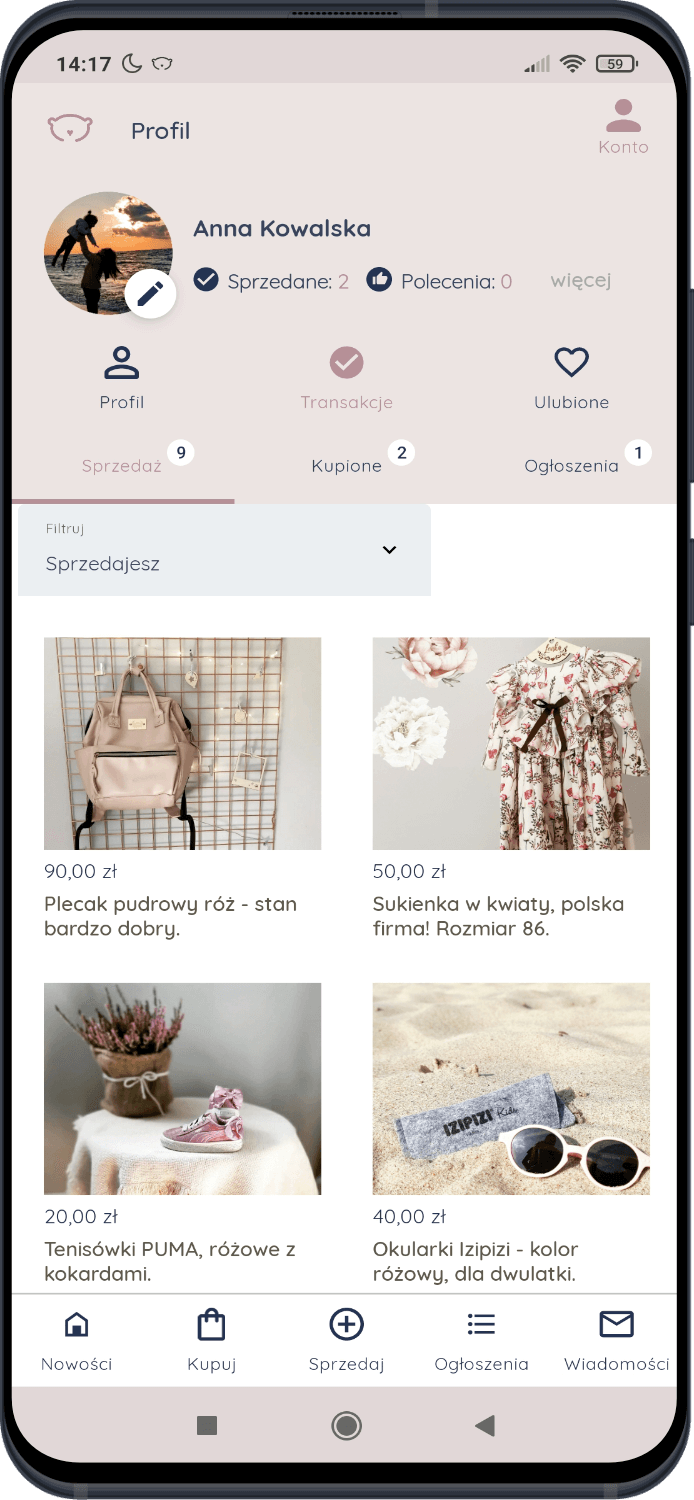 14:17
59
Profil
Konto
Anna Kowalska
Sprzedane: 2
Polecenia: 0
więcej
Profil
Transakcje
Ulubione
Sprzedaż
9
Kupione
2
Ogłoszenia
1
Filtruj
Sprzedajesz
90,00 zł
Plecak pudrowy róż - stan
bardzo dobry.
50,00 zł
Sukienka w kwiaty, polska
firma! Rozmiar 86.
IZIPIZI Kids
20,00 zł
Tenisówki PUMA, różowe z
kokardami.
40,00 zł
Okularki Izipizi - kolor
różowy, dla dwulatki.
Nowości
Kupuj
Sprzedaj
Ogłoszenia
Wiadomości